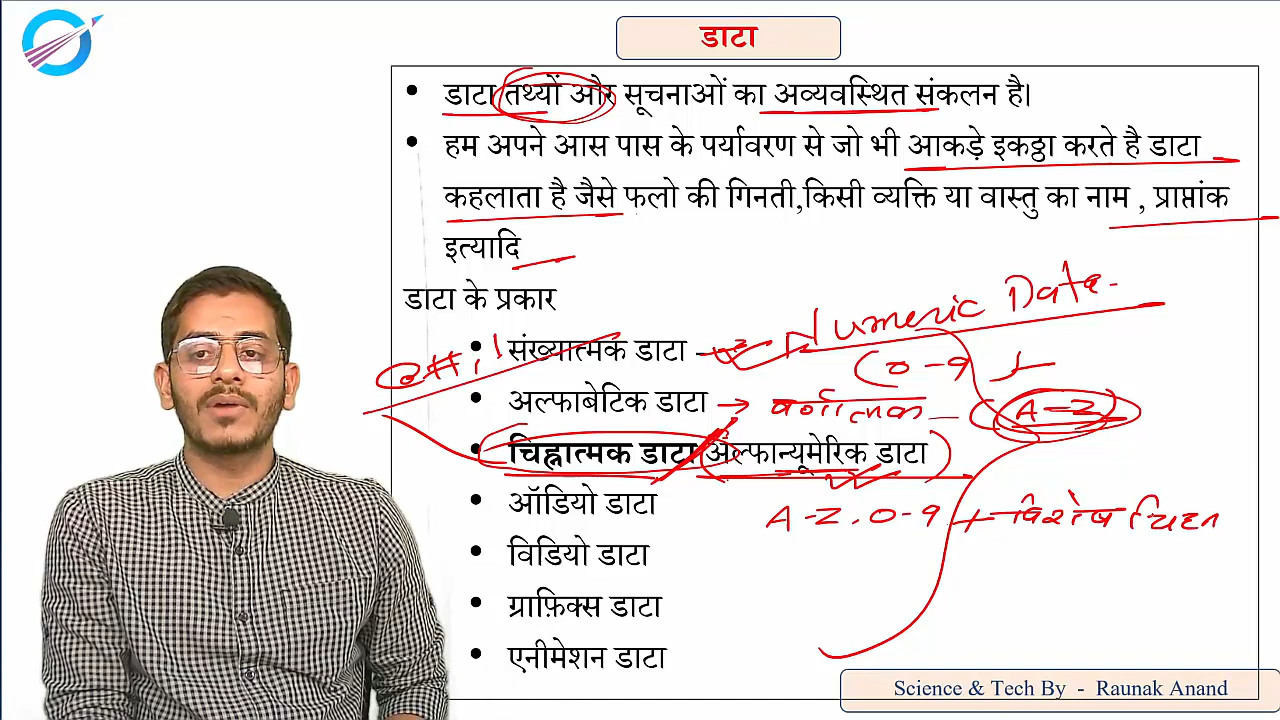 डाटा
• डाटा तथ्यों और सूचनाओं का अव्यवस्थित संकलन है।
• हम अपने आस पास के पर्यावरण से जो भी आकड़े इकठ्ठा करते है डाटा
कहलाता है जैसे फलो की गिनती,किसी व्यक्ति या वास्तु का नाम , प्राप्तांक
इत्यादि
डाटा के प्रकार
Numeric Data.
@#, !
• संख्यात्मक डाटा
(0-9
• अल्फाबेटिक डाटा → वर्णात्मक - (A-Z)
• चिह्नात्मक डाटा (अल्फान्यूमेरिक डाटा)
• ऑडियो डाटा
A-Z, 0-9 + विशेष चिह्न
• विडियो डाटा
• ग्राफ़िक्स डाटा
• एनीमेशन डाटा
Science & Tech By - Raunak Anand